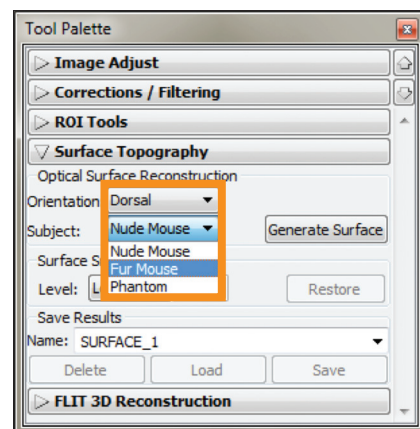 Tool Palette
Image Adjust
Corrections / Filtering
ROI Tools
Surface Topography
Optical Surface Reconstruction
Orientation Dorsal
Subject: Nude Mouse Generate Surface
Nude Mouse
Surface
Fur Mouse
Level: Phantom Restore
Save Results
Name: SURFACE_1
Delete Load Save
FLIT 3D Reconstruction